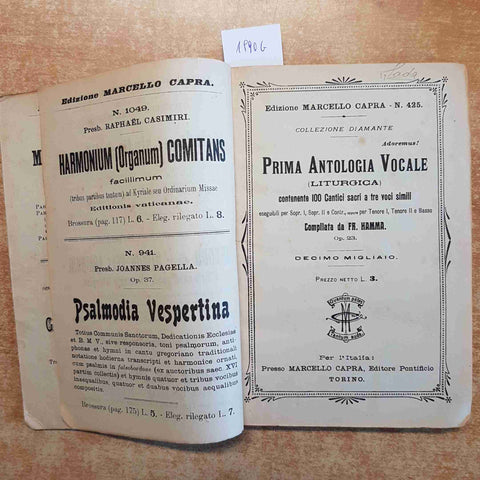 1890G
Edizione MARCELLO CAPRA.
N. 1049.
Presb. RAPHAËL CASIMIRI.
HARMONIUM (Organum) COMITANS
facillimum
(tribus partibus tantum) ad Kyriale seu Ordinarium Missae
Editionis vaticanae.
Brossura (pag. 117) L. 6. - Eleg. rilegato L. 8.
N. 941.
Presb. JOANNES PAGELLA.
Op. 37.
Psalmodia Vespertina
Totius Communis Sanctorum, Dedicationis Ecclesiae
et B. M. V., sive responsoria, toni psalmorum, anti-
phonae et hymni in cantu gregoriano traditionali
notatione hodierna transcripti et harmonice ornati,
cum psalmis in falsobordone (ex auctoribus saec. XVI
partim collectis) et hymnis quatuor et tribus vocibus
inaequalibus, quatuor et duabus vocibus aequalibus
compositis.
Brossura (pag. 175) L. 5. - Eleg. rilegato L. 7.
Edizione MARCELLO CAPRA - N. 425.
COLLEZIONE DIAMANTE
Adoremus!
PRIMA ANTOLOGIA VOCALE
(LITURGICA)
contenente 100 Cantici sacri a tre voci simili
eseguibili per Sopr. I, Sopr. II e Contr., oppure per Tenore I, Tenore II e Basso
Compilata da FR. HAMMA.
Op. 23.
DECIMO MIGLIAIO.
PREZZO NETTO L. 3.
Quantum potes
Tantum aude
Per l'Italia:
Presso MARCELLO CAPRA, Editore Pontificio
TORINO.